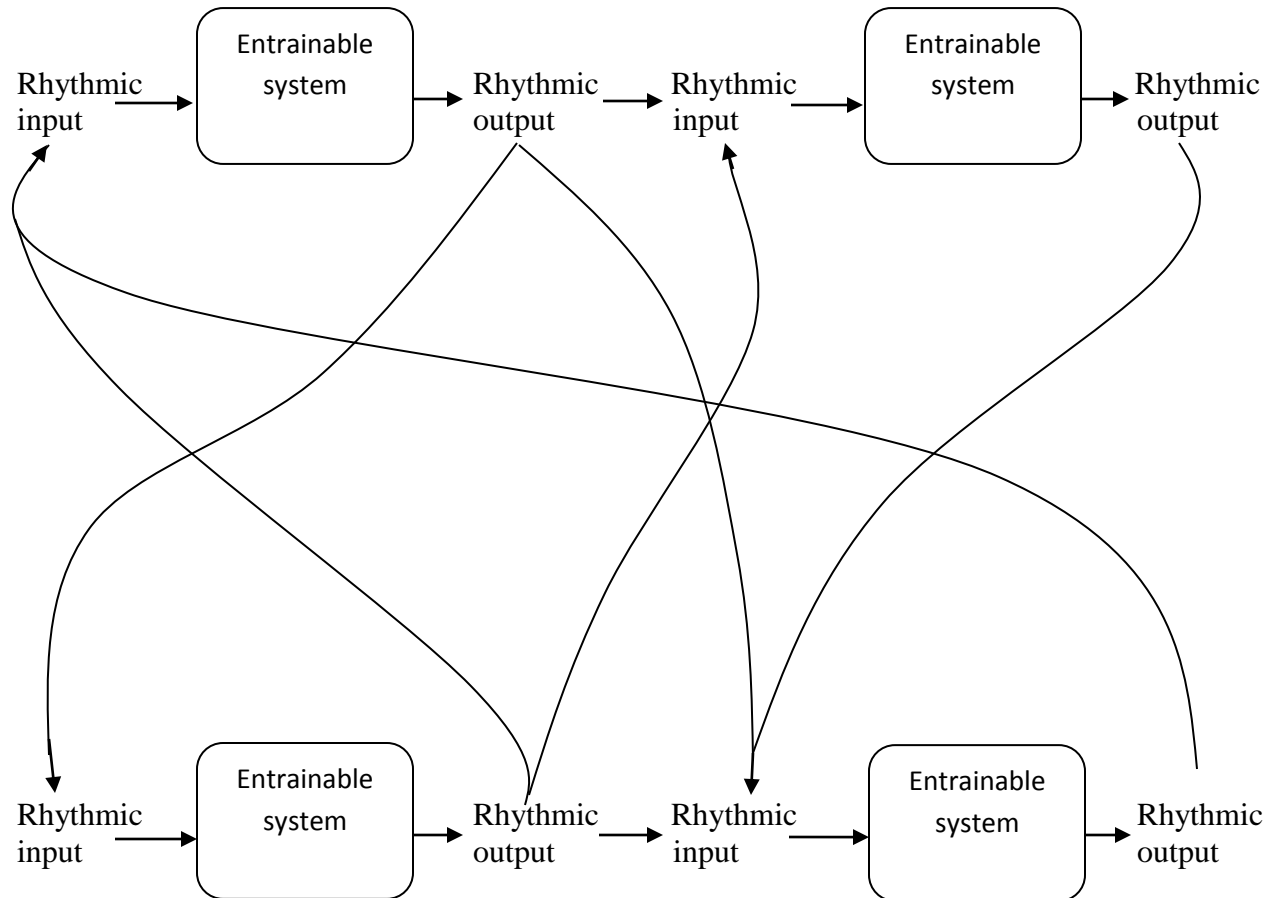 Entrainable
system
Rhythmic
input
Rhythmic
output
Rhythmic
input
Entrainable
system
Rhythmic
output
Rhythmic
input
Entrainable
system
Rhythmic
output
Rhythmic
input
Entrainable
system
Rhythmic
output